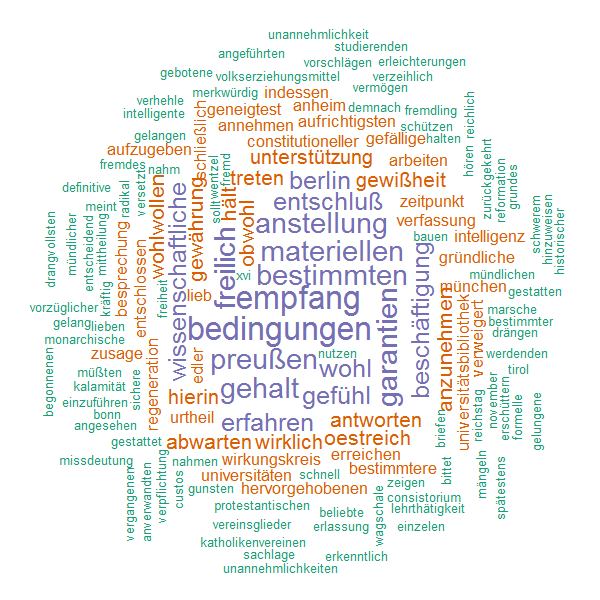 unannehmlichkeit
studierenden
angeführten
vorschlägen
erleichterungen
gebotene
volkserziehungsmittel
verzeihlich
merkwürdig
indessen
vermögen
verhehle
intelligente
geneigtest
anheim
demnach
fremdling
reichlich
schließlich
annehmen
aufrichtigsten
schützen
gelangen
constitutioneller
gefällige
halten
hören
zurückgekehrt
aufzugeben
unterstützung
arbeiten
fremdes
nahm
treten
berlin
gewißheit
grundes
reformation
definitive
versetzt
wohlwollen
wissenschaftliche
gewährung
hält
sollt
wentzel
fremd
entschluß
zeitpunkt
meint
radikal
obwohl
anstellung
verfassung
schwerem
hinzuweisen
historischer
drangvollsten
mündlicher
entscheidend
mittheilung
besprechung
freilich
materiellen
bauen
intelligenz
gründliche
xvi
bestimmten
beschäftigung
mündlichen
kräftig
entschlossen
freiheit
lieb
empfang
garantien
anzunehmen
münchen
gestatten
vorzüglicher
gelang
lieben
bedingungen
universitätsbibliothek
verweigert
marsche
bestimmter
drängen
monarchische
zusage
preußen
nutzen
wohl
werdenden
begonnenen
müßten
kalamität
sichere
regeneration
edler
gehalt
gefühl
tirol
einzuführen
hierin
bonn
angesehen
urtheil
erfahren
antworten
briefen
reichstag
november
erschüttern
formelle
gelungene
gestattet
abwarten
wirklich
oestreich
missdeutung
nahmen
wirkungskreis
erreichen
bestimmtere
bittet
mängeln
spätestens
vergangenem
anverwandten
verpflichtung
custos
universitäten
schnell
zeigen
gunsten
hervorgehobenen
consistorium
protestantischen
beliebte
wagschale
lehrthätigkeit
vereinsglieder
erlassung
einzelen
katholikenvereinen
sachlage
erkenntlich
unannehmlichkeiten